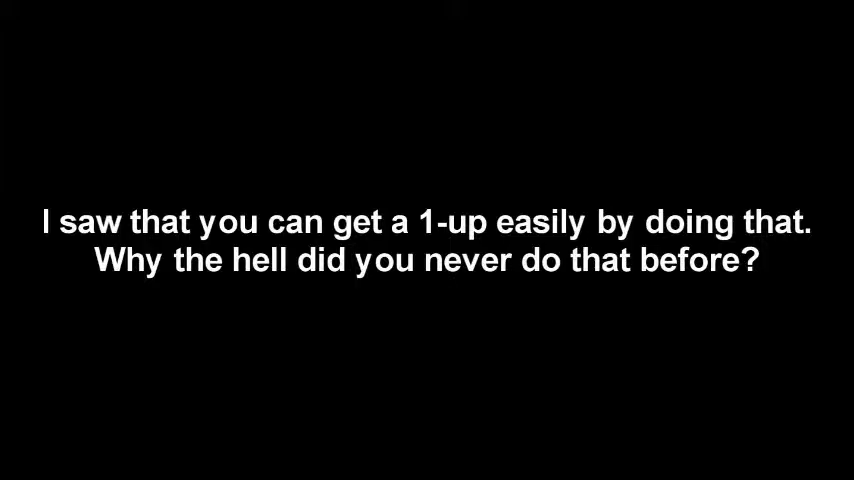 I saw that you can get a 1-up easily by doing that.
Why the hell did you never do that before?